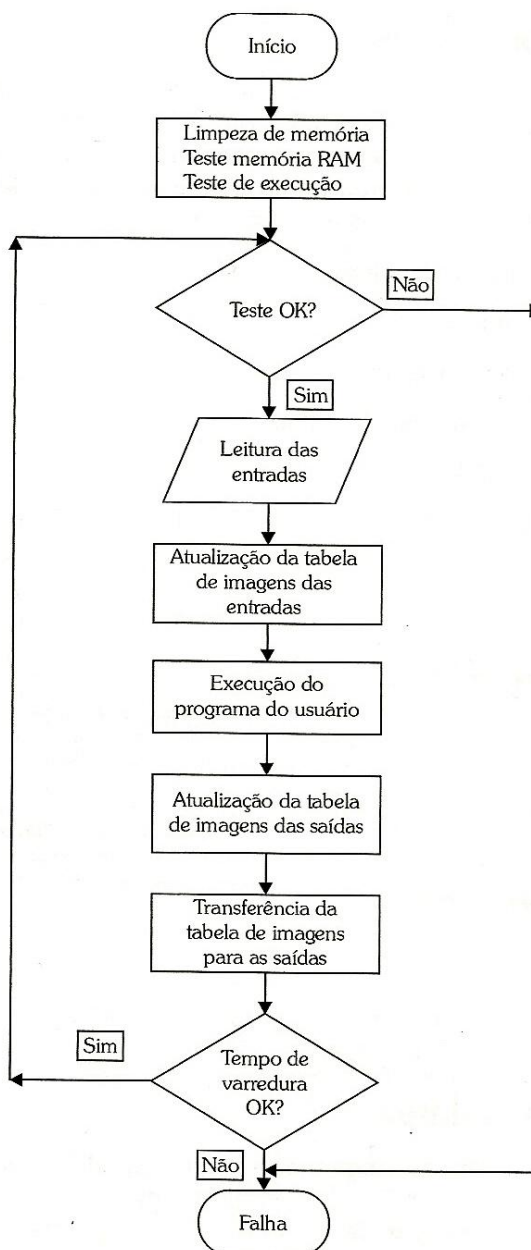 Início
Limpeza de memória
Teste memória RAM
Teste de execução
Teste OK?
Não
Sim
Leitura das
entradas
Atualização da tabela
de imagens das
entradas
Execução do
programa do usuário
Atualização da tabela
de imagens das saídas
Transferência da
tabela de imagens
para as saídas
Sim
Tempo de
varredura
OK?
Não
Falha